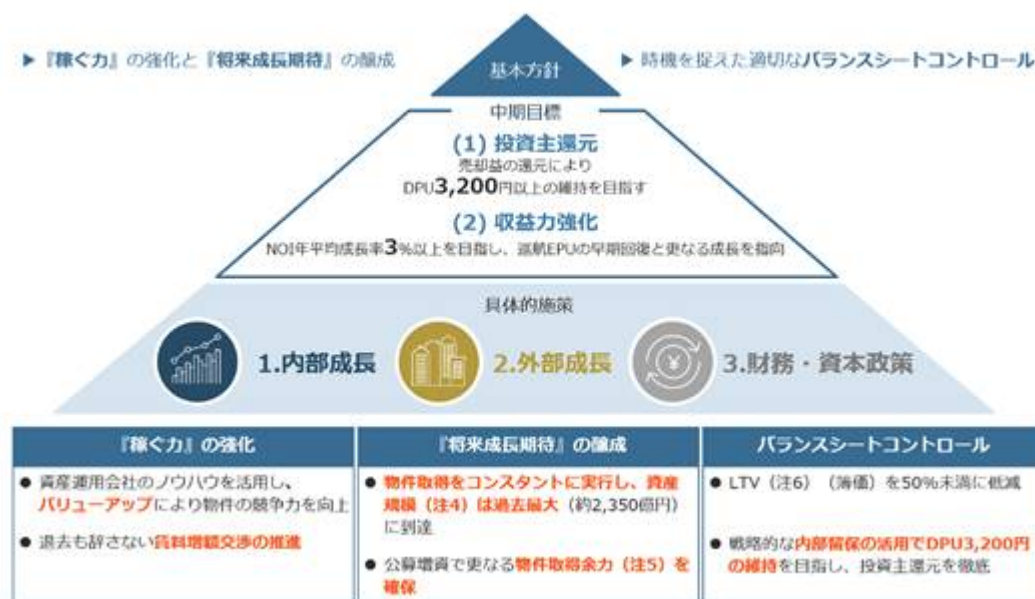 ▶『稼ぐ力』の強化と『将来成長期待』の醸成
基本方針
▶ 時機を捉えた適切なバランスシートコントロール
中期目標
(1) 投資主還元
売却益の還元により
DPU3,200円以上の維持を目指す
(2) 収益力強化
NOI年平均成長率3%以上を目指し、巡航EPUの早期回復と更なる成長を指向
具体的施策
1.内部成長
2.外部成長
¥
3.財務・資本政策
『稼ぐ力』の強化
● 資産運用会社のノウハウを活用し、
バリューアップにより物件の競争力を向上
● 退去も辞さない賃料増額交渉の推進
『将来成長期待』の醸成
● 物件取得をコンスタントに実行し、資産
規模（注4）は過去最大（約2,350億円）
に到達
● 公募増資で更なる物件取得余力（注5）を
確保
バランスシートコントロール
● LTV（注6）（簿価）を50%未満に低減
● 戦略的な内部留保の活用でDPU3,200円
の維持を目指し、投資主還元を徹底